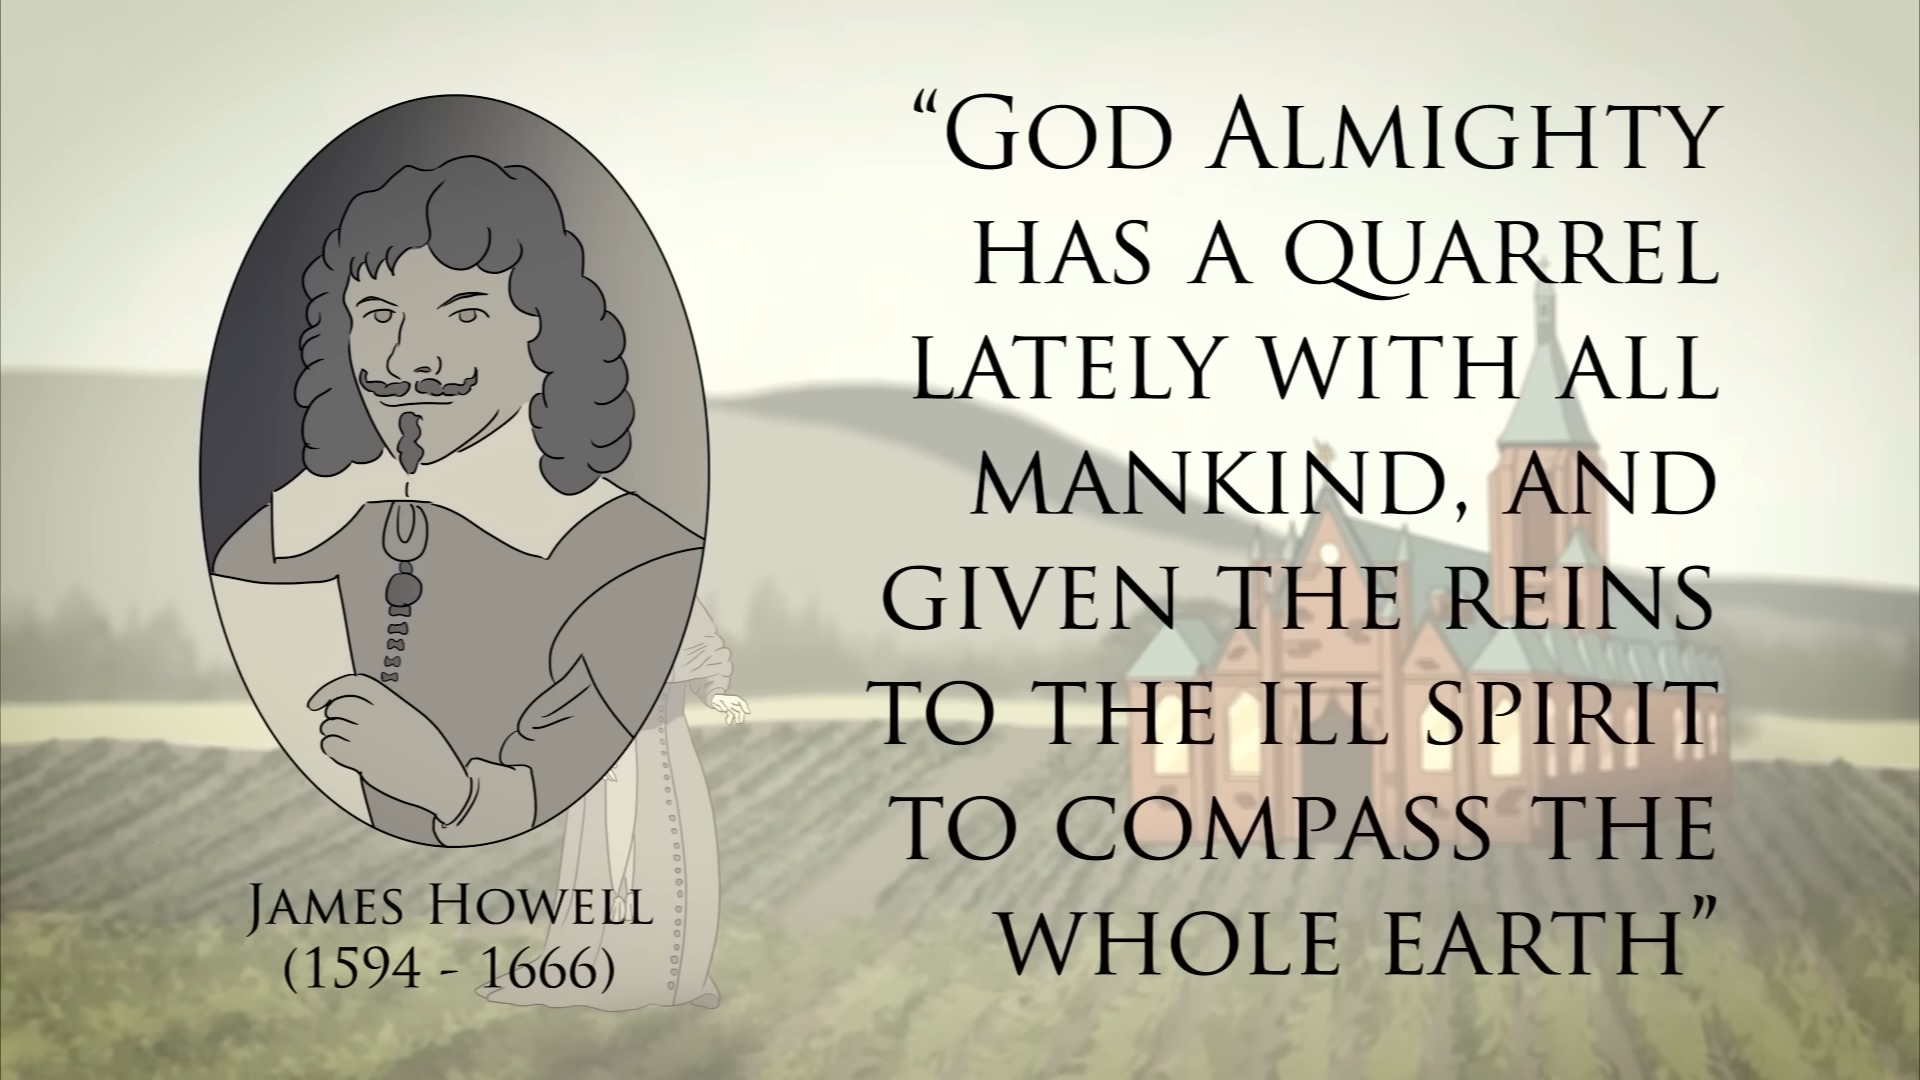 “God Almighty
has a quarrel
lately with all
mankind, and
given the reins
to the ill spirit
to compass the
whole earth”
James Howell
(1594 - 1666)